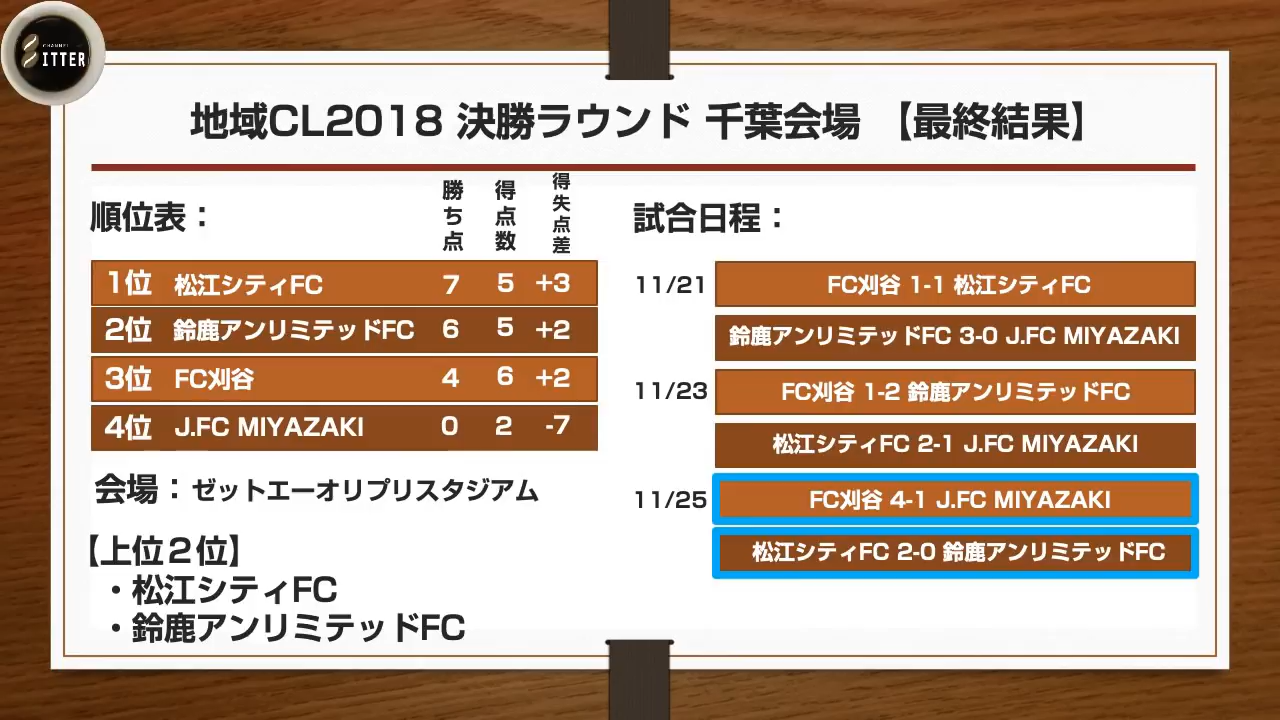 CHANNEL
BITTER
地域CL2018 決勝ラウンド 千葉会場 【最終結果】
順位表： 勝ち点 得点数 得失点差
1位 松江シティFC 7 5 +3
2位 鈴鹿アンリミテッドFC 6 5 +2
3位 FC刈谷 4 6 +2
4位 J.FC MIYAZAKI 0 2 -7
会場：ゼットエーオリプリスタジアム
【上位２位】
・松江シティFC
・鈴鹿アンリミテッドFC
試合日程：
11/21 FC刈谷 1-1 松江シティFC
鈴鹿アンリミテッドFC 3-0 J.FC MIYAZAKI
11/23 FC刈谷 1-2 鈴鹿アンリミテッドFC
松江シティFC 2-1 J.FC MIYAZAKI
11/25 FC刈谷 4-1 J.FC MIYAZAKI
松江シティFC 2-0 鈴鹿アンリミテッドFC